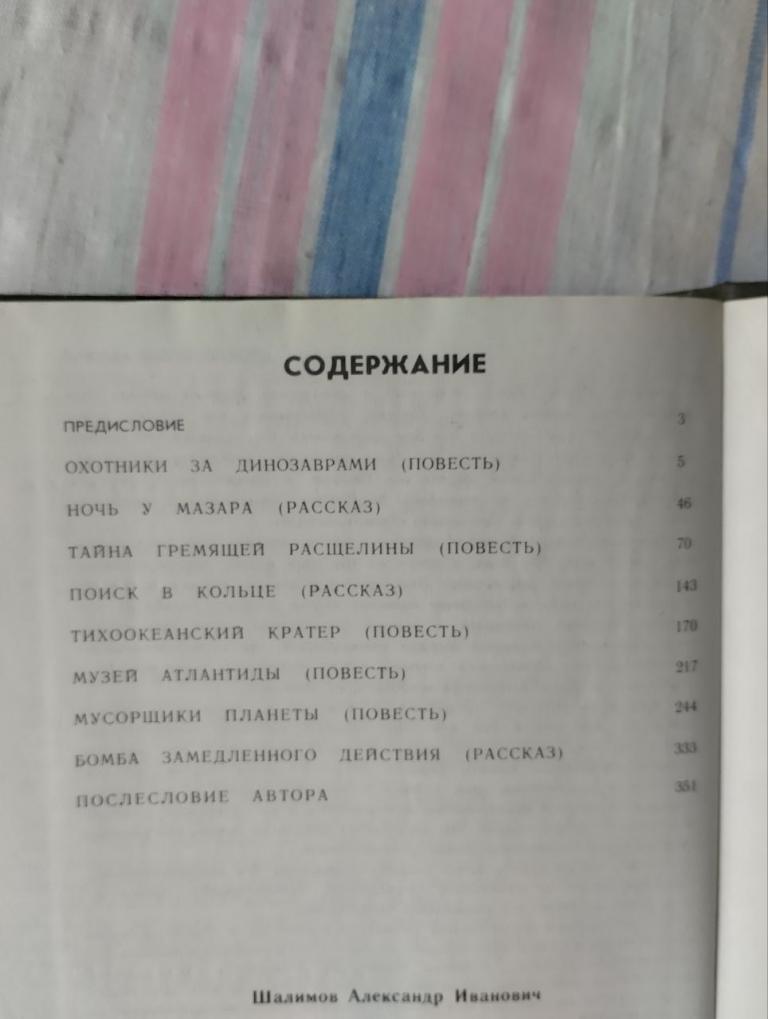 СОДЕРЖАНИЕ
ПРЕДИСЛОВИЕ 3
ОХОТНИКИ ЗА ДИНОЗАВРАМИ (ПОВЕСТЬ) 5
НОЧЬ У МАЗАРА (РАССКАЗ) 46
ТАЙНА ГРЕМЯЩЕЙ РАСЩЕЛИНЫ (ПОВЕСТЬ) 70
ПОИСК В КОЛЬЦЕ (РАССКАЗ) 143
ТИХООКЕАНСКИЙ КРАТЕР (ПОВЕСТЬ) 170
МУЗЕЙ АТЛАНТИДЫ (ПОВЕСТЬ) 217
МУСОРЩИКИ ПЛАНЕТЫ (ПОВЕСТЬ) 244
БОМБА ЗАМЕДЛЕННОГО ДЕЙСТВИЯ (РАССКАЗ) 333
ПОСЛЕСЛОВИЕ АВТОРА 351
Шалимов Александр Иванович